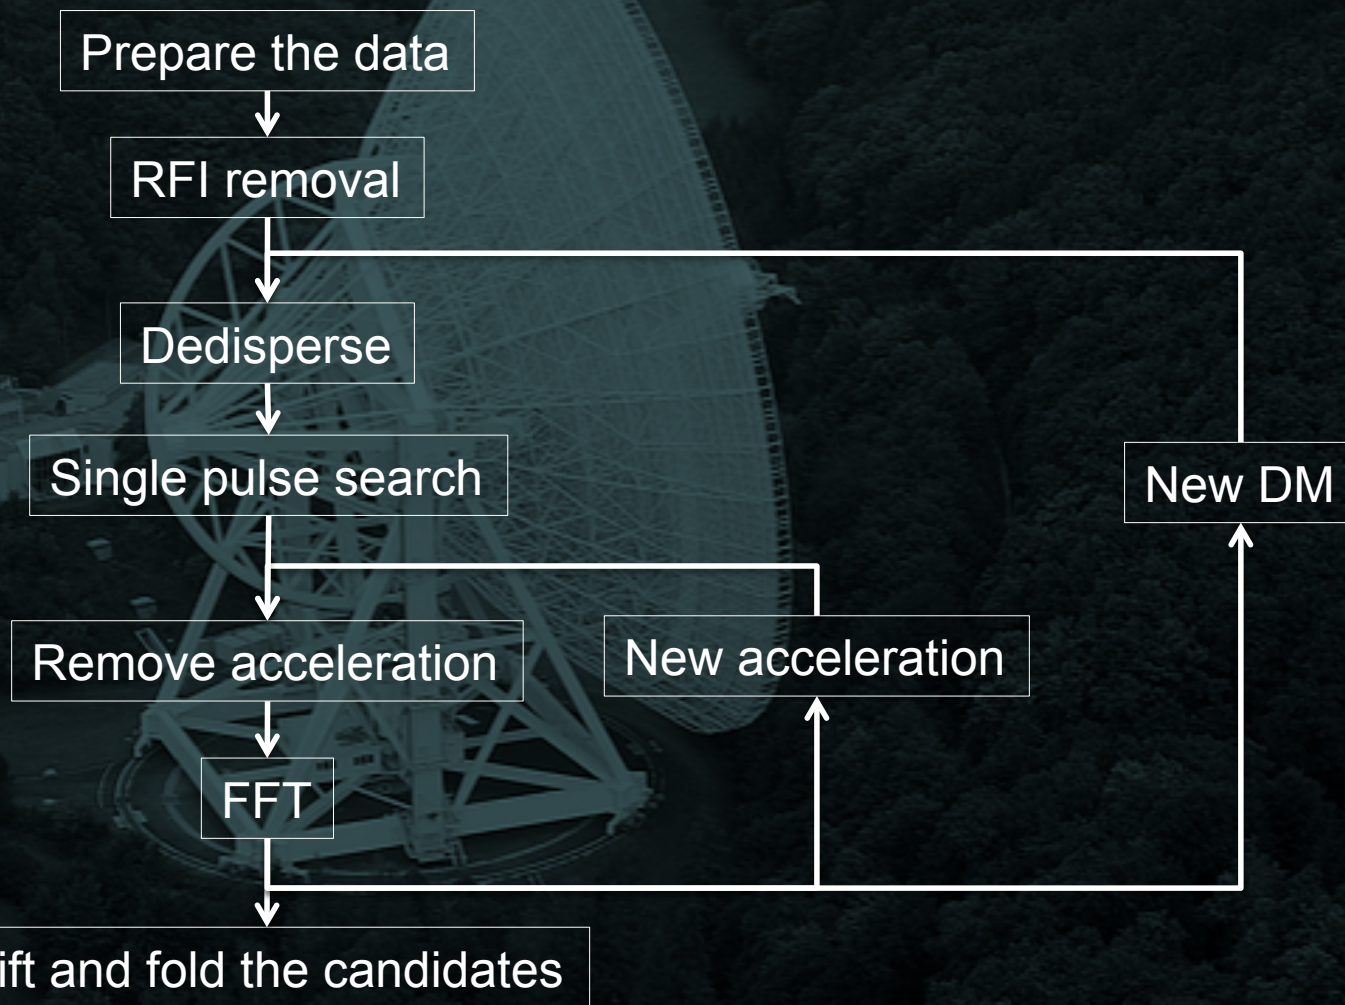 Prepare the data
RFI removal
Dedisperse
Single pulse search
New DM
Remove acceleration
New acceleration
FFT
and fold the candidates